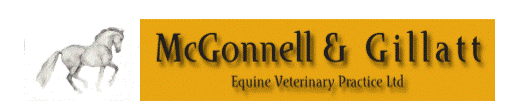 McGonnell & Gillatt
Equine Veterinary Practice Ltd